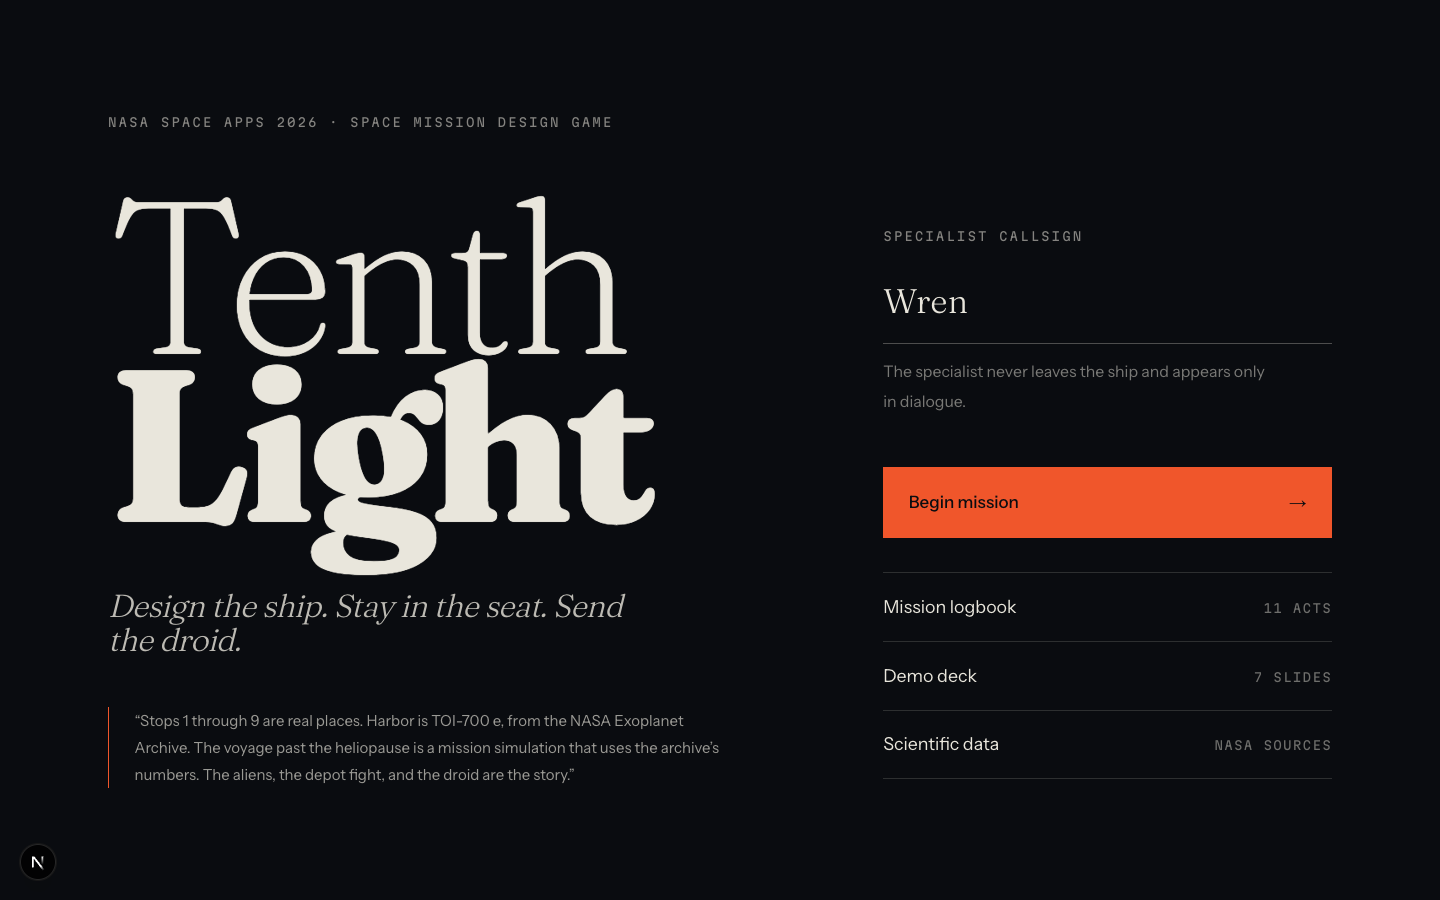 NASA SPACE APPS 2026 · SPACE MISSION DESIGN GAME
Tenth
Light
Design the ship. Stay in the seat. Send
the droid.
“Stops 1 through 9 are real places. Harbor is TOI-700 e, from the NASA Exoplanet
Archive. The voyage past the heliopause is a mission simulation that uses the archive’s
numbers. The aliens, the depot fight, and the droid are the story.”
SPECIALIST CALLSIGN
Wren
The specialist never leaves the ship and appears only
in dialogue.
Begin mission →
Mission logbook 11 ACTS
Demo deck 7 SLIDES
Scientific data NASA SOURCES
N